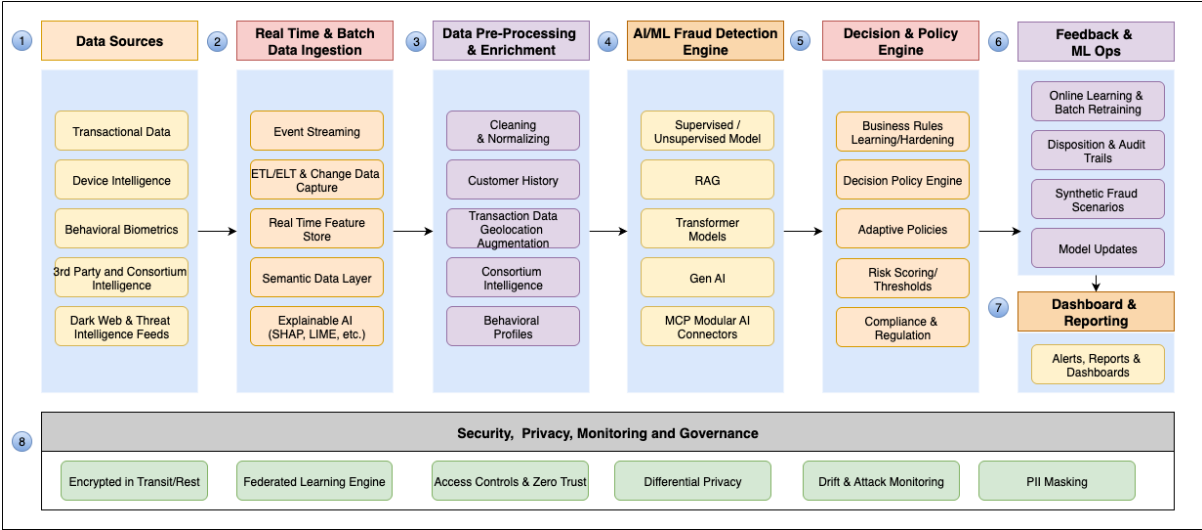 1
Data Sources
Transactional Data
Device Intelligence
Behavioral Biometrics
3rd Party and Consortium
Intelligence
Dark Web & Threat
Intelligence Feeds
2
Real Time & Batch
Data Ingestion
Event Streaming
ETL/ELT & Change Data
Capture
Real Time Feature
Store
Semantic Data Layer
Explainable AI
(SHAP, LIME, etc.)
3
Data Pre-Processing
& Enrichment
Cleaning
& Normalizing
Customer History
Transaction Data
Geolocation
Augmentation
Consortium
Intelligence
Behavioral
Profiles
4
AI/ML Fraud Detection
Engine
Supervised /
Unsupervised Model
RAG
Transformer
Models
Gen AI
MCP Modular AI
Connectors
5
Decision & Policy
Engine
Business Rules
Learning/Hardening
Decision Policy Engine
Adaptive Policies
Risk Scoring/
Thresholds
Compliance &
Regulation
6
Feedback &
ML Ops
Online Learning &
Batch Retraining
Disposition & Audit
Trails
Synthetic Fraud
Scenarios
Model Updates
7
Dashboard &
Reporting
Alerts, Reports &
Dashboards
8
Security, Privacy, Monitoring and Governance
Encrypted in Transit/Rest
Federated Learning Engine
Access Controls & Zero Trust
Differential Privacy
Drift & Attack Monitoring
PII Masking